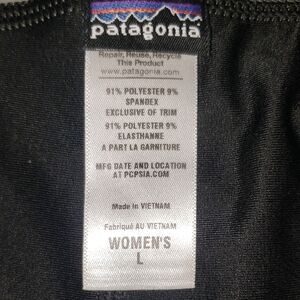 patagonia
Repair, Reuse, Recycle
This Product
www.patagonia.com
91% POLYESTER 9%
SPANDEX
EXCLUSIVE OF TRIM
91% POLYESTER 9%
ELASTHANNE
A PART LA GARNITURE
MFG DATE AND LOCATION
AT PCPSIA.COM
Made in VIETNAM
Fabriqué AU VIETNAM
WOMEN'S
L